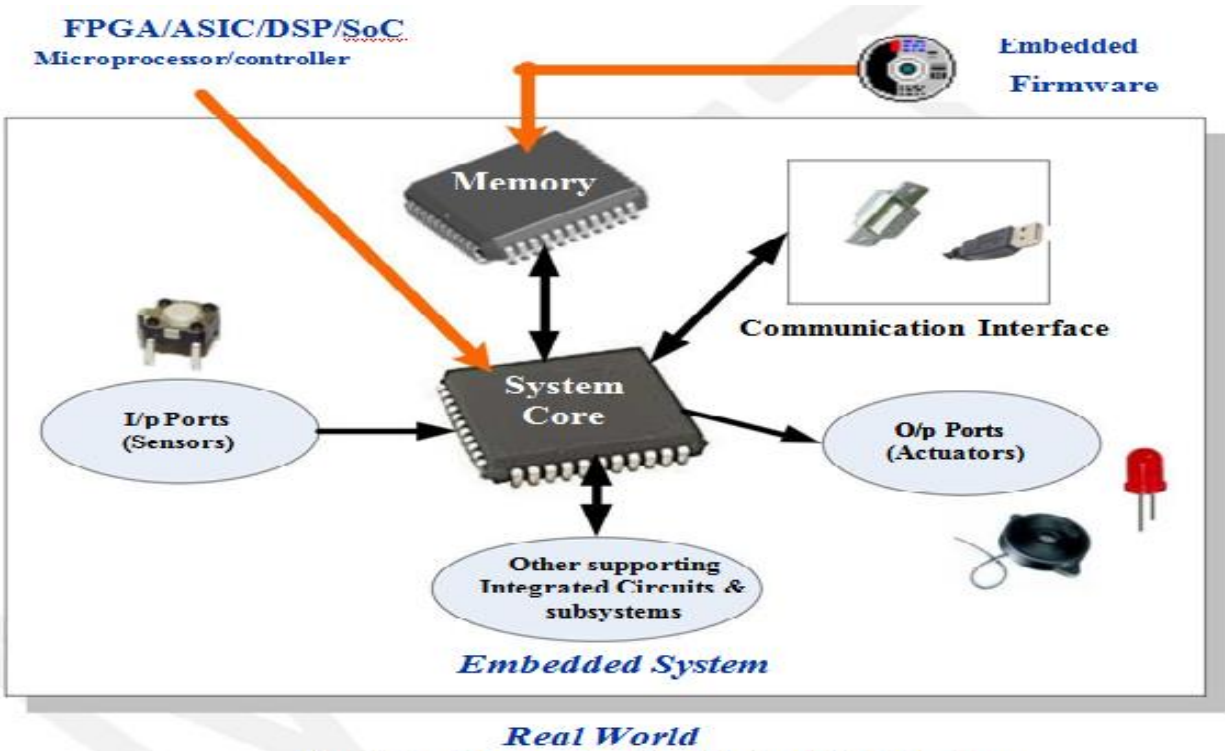 FPGA/ASIC/DSP/SoC
Microprocessor/controller
Embedded
Firmware
Memory
Communication Interface
System
Core
I/p Ports
(Sensors)
O/p Ports
(Actuators)
Other supporting
Integrated Circuits &
subsystems
Embedded System
Real World